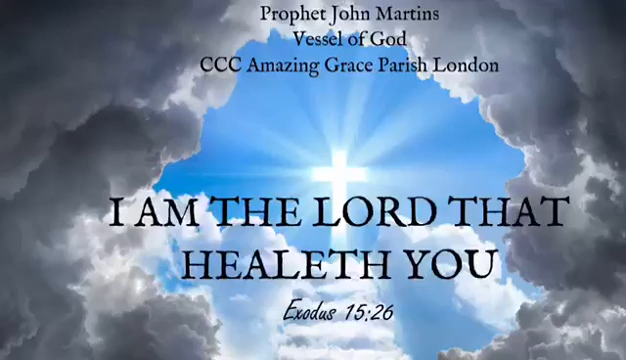 Prophet John Martins
Vessel of God
CCC Amazing Grace Parish London
I AM THE LORD THAT
HEALETH YOU
Exodus 15:26